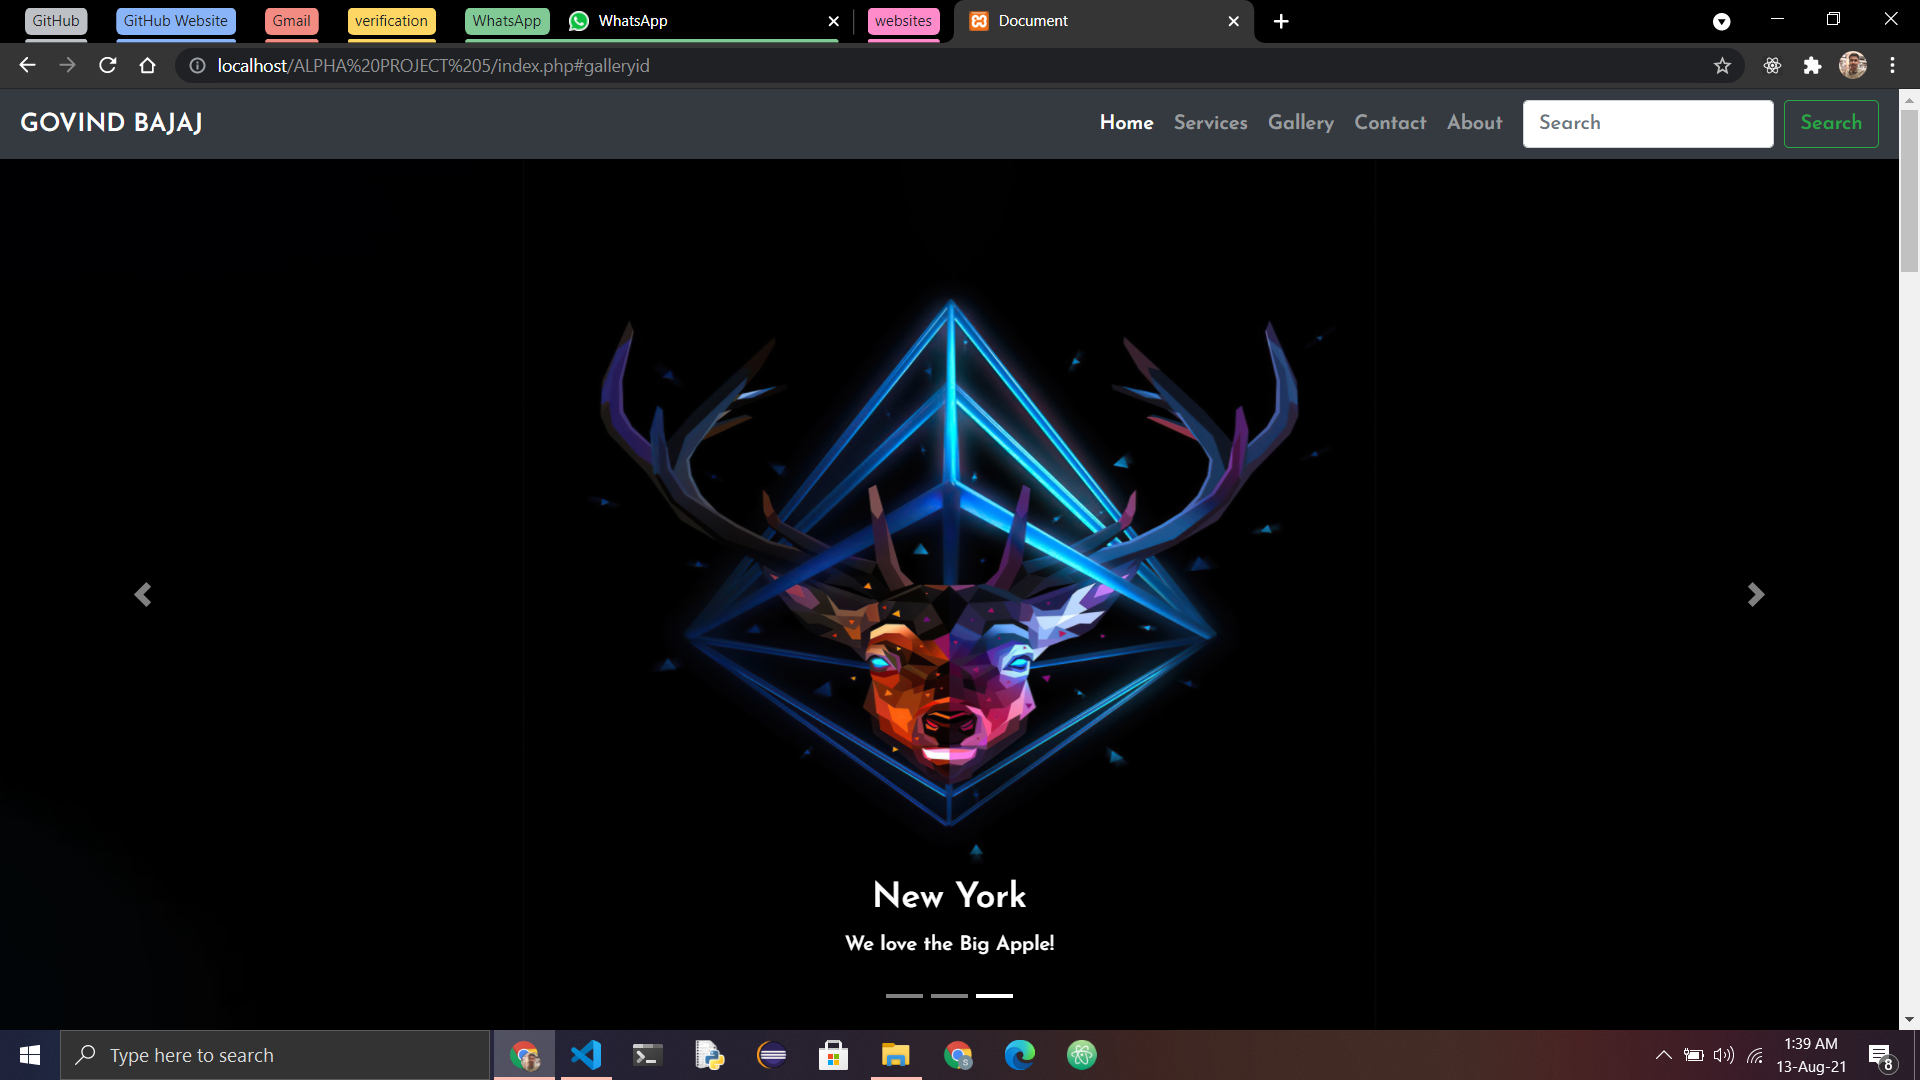 GitHub
GitHub Website
Gmail
verification
WhatsApp
WhatsApp
websites
Document
localhost/ALPHA%20PROJECT%205/index.php#galleryid
GOVIND BAJAJ
Home
Services
Gallery
Contact
About
Search
Search
New York
We love the Big Apple!
Type here to search
1:39 AM
13-Aug-21
8